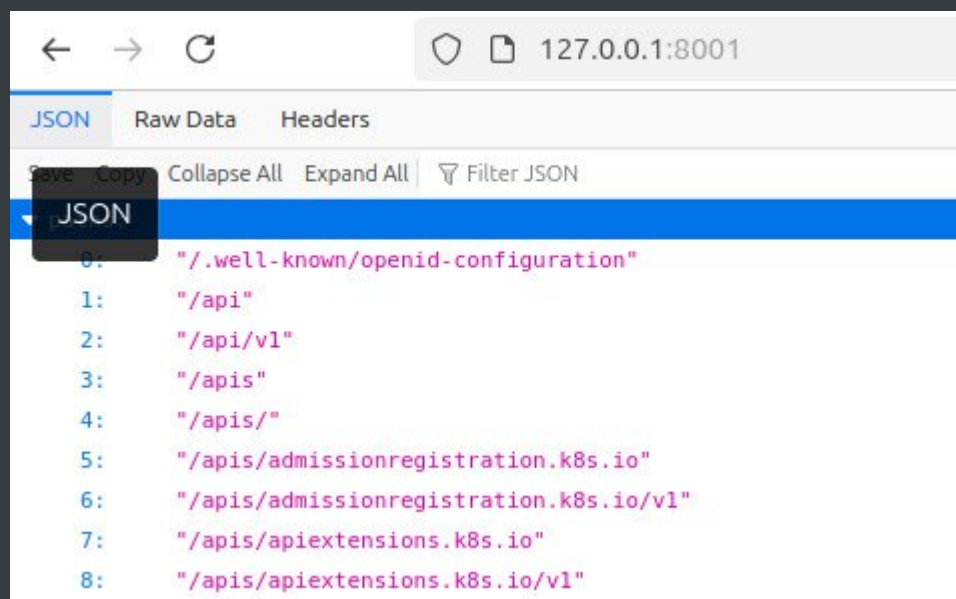 127.0.0.1:8001
JSON Raw Data Headers
Save Copy Collapse All Expand All Filter JSON
JSON
0: "/.well-known/openid-configuration"
1: "/api"
2: "/api/v1"
3: "/apis"
4: "/apis/"
5: "/apis/admissionregistration.k8s.io"
6: "/apis/admissionregistration.k8s.io/v1"
7: "/apis/apiextensions.k8s.io"
8: "/apis/apiextensions.k8s.io/v1"